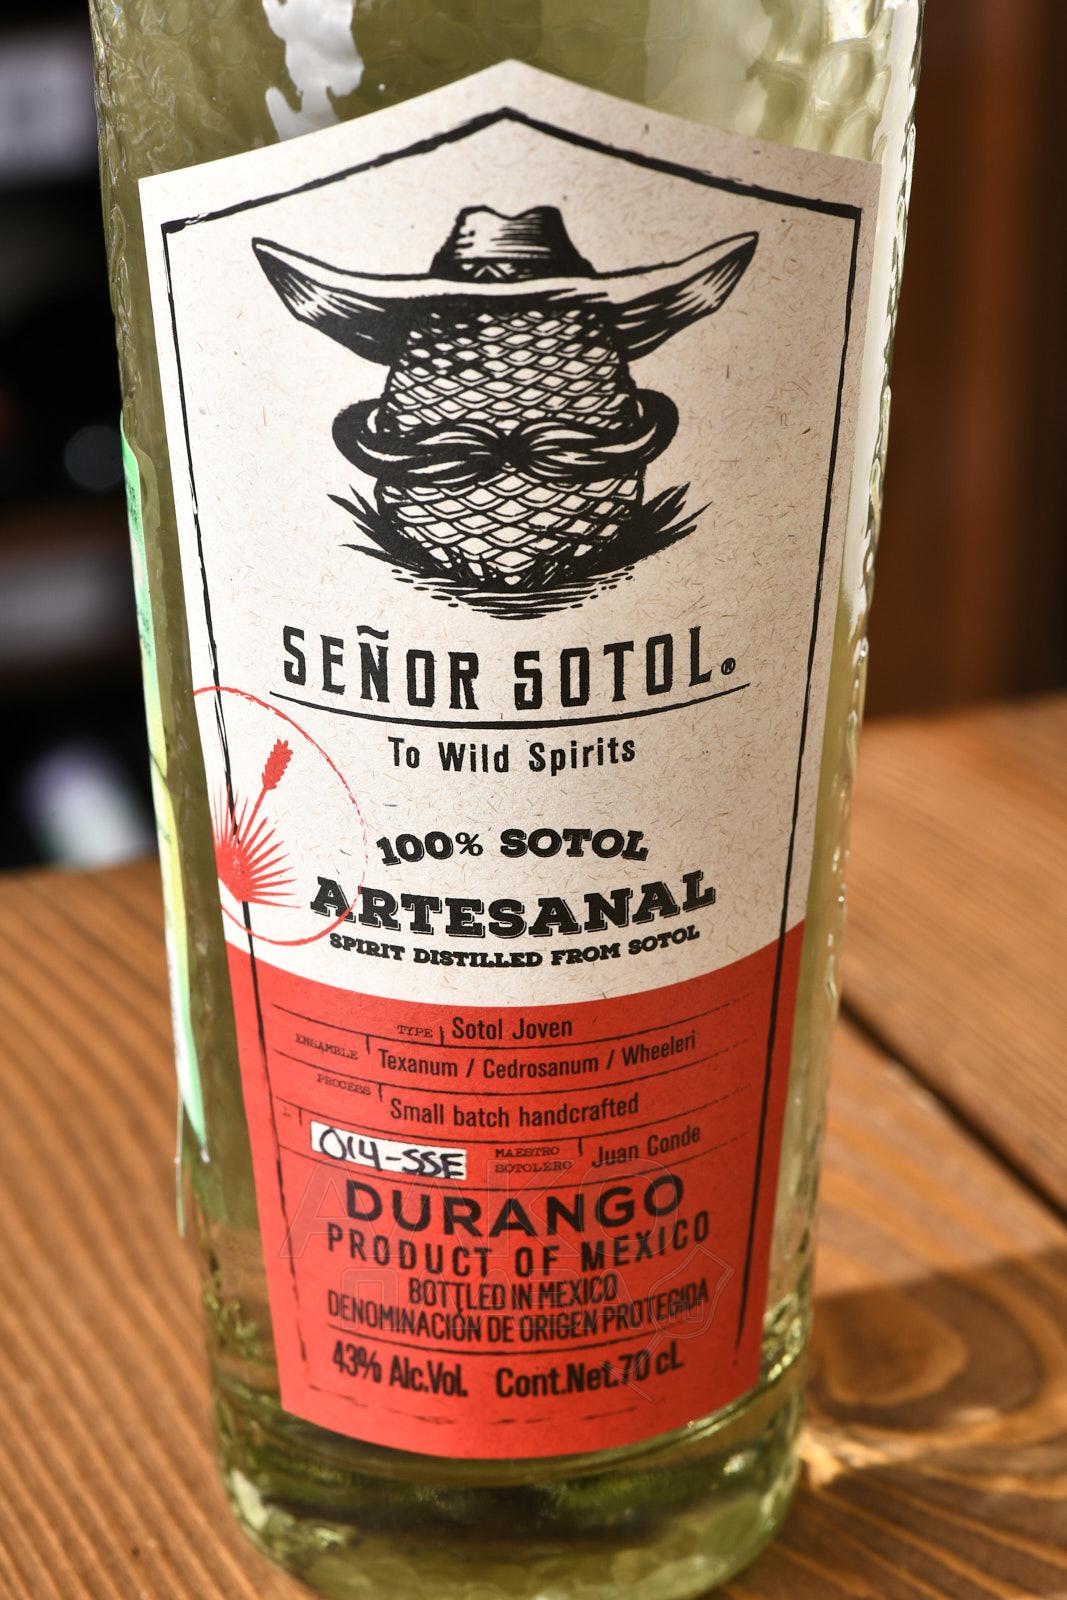 SEÑOR SOTOL®
To Wild Spirits
100% SOTOL
ARTESANAL
SPIRIT DISTILLED FROM SOTOL
TYPE Sotol Joven
ENSAMBLE Texanum / Cedrosanum / Wheeleri
PROCESS Small batch handcrafted
L 014-SSE MAESTRO SOTOLERO Juan Conde
DURANGO
PRODUCT OF MEXICO
BOTTLED IN MEXICO
DENOMINACIÓN DE ORIGEN PROTEGIDA
43% Alc.Vol. Cont.Net.70 cL